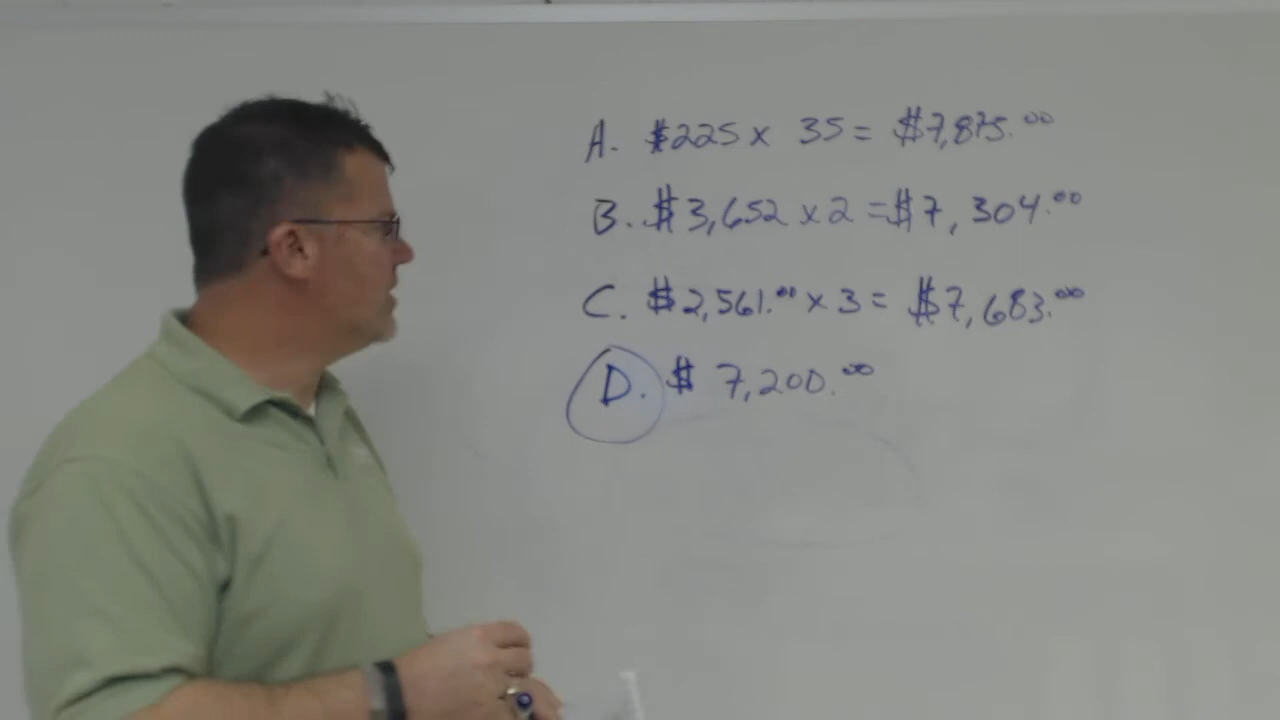 A. $225 x 35 = $7,875.00
B. $3,652 x 2 = $7,304.00
C. $2,561.00 x 3 = $7,683.00
D. $ 7,200.00